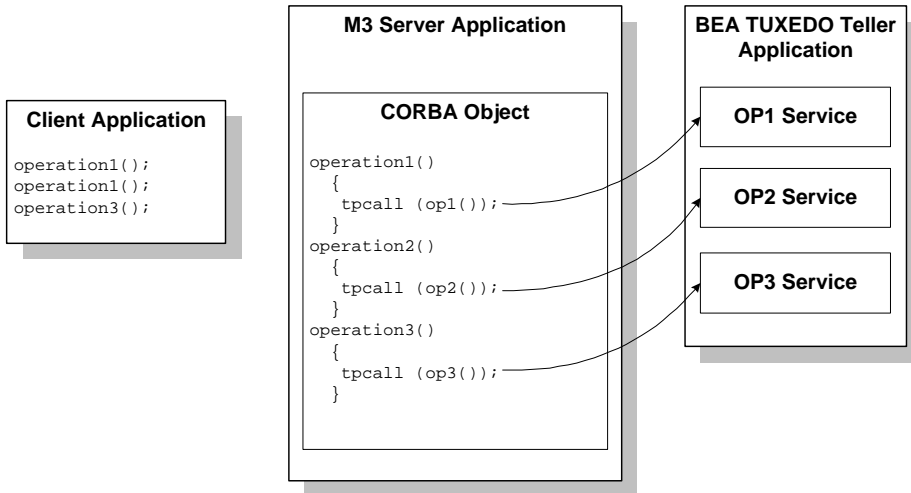 Client Application
operation1();
operation1();
operation3();
M3 Server Application
CORBA Object
operation1()
{
tpcall (op1());
}
operation2()
{
tpcall (op2());
}
operation3()
{
tpcall (op3());
}
BEA TUXEDO Teller
Application
OP1 Service
OP2 Service
OP3 Service